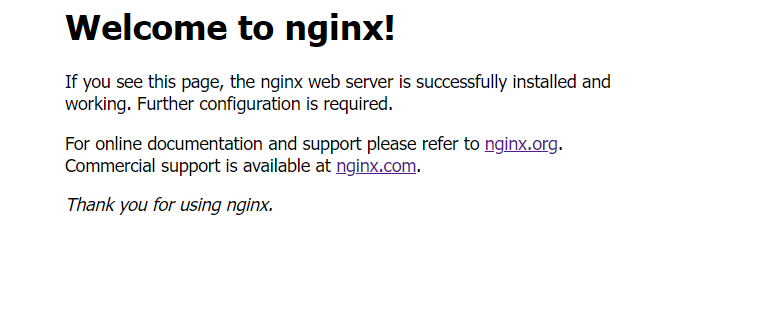 Welcome to nginx!
If you see this page, the nginx web server is successfully installed and
working. Further configuration is required.
For online documentation and support please refer to nginx.org.
Commercial support is available at nginx.com.
Thank you for using nginx.